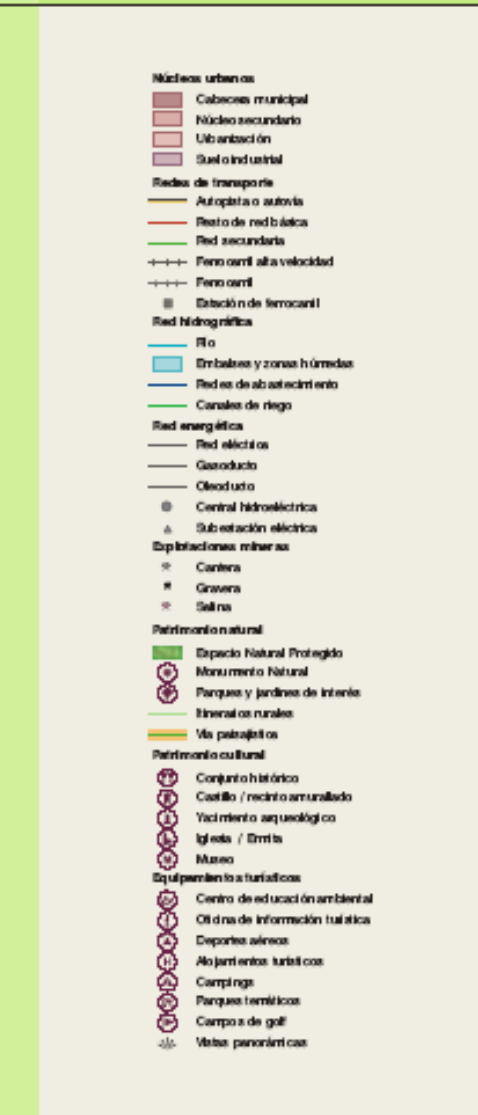 Núcleos urbanos
Cabecera municipal
Núcleo secundario
Urbanización
Suelo industrial
Redes de transporte
Autopista o autovía
Resto de red básica
Red secundaria
Ferrocarril alta velocidad
Ferrocarril
Estación de ferrocarril
Red hidrográfica
Río
Embalses y zonas húmedas
Redes de abastecimiento
Canales de riego
Red energética
Red eléctrica
Gasoducto
Oleoducto
Central hidroeléctrica
Subestación eléctrica
Explotaciones mineras
Cantera
Gravera
Salina
Patrimonio natural
Espacio Natural Protegido
Monumento Natural
Parques y jardines de interés
Itinerarios rurales
Vía paisajística
Patrimonio cultural
Conjunto histórico
Castillo / recinto amurallado
Yacimiento arqueológico
Iglesia / Ermita
Museo
Equipamientos turísticos
Centro de educación ambiental
Oficina de información turística
Deportes aéreos
Alojamientos turísticos
Campings
Parques temáticos
Campos de golf
Vistas panorámicas